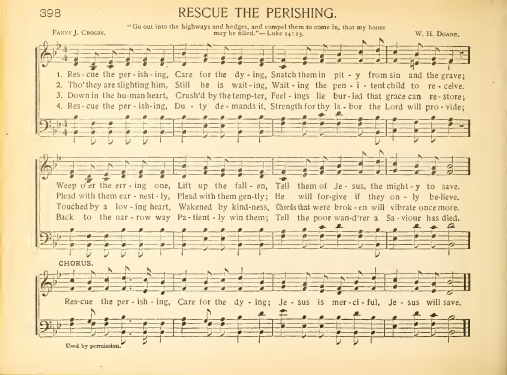 398
RESCUE THE PERISHING.
"Go out into the highways and hedges, and compel them to come in, that my house
may be filled."—Luke 14:23.
FANNY J. CROSBY.
W. H. DOANE.
1. Res-cue the per-ish-ing, Care for the dy-ing, Snatch them in pit-y from sin and the grave;
2. Tho' they are slighting him, Still he is wait-ing, Wait-ing the pen-i-tent child to re-ceive.
3. Down in the hu-man heart, Crush'd by the temp-ter, Feel-ings lie bur-ied that grace can re-store;
4. Res-cue the per-ish-ing, Du-ty de-mands it, Strength for thy la-bor the Lord will pro-vide;
Weep o'er the err-ing one, Lift up the fall-en, Tell them of Je-sus, the might-y to save.
Plead with them ear-nest-ly, Plead with them gen-tly; He will for-give if they on-ly be-lieve.
Touched by a lov-ing heart, Wakened by kind-ness, Chords that were brok-en will vibrate once more.
Back to the nar-row way Pa-tient-ly win them; Tell the poor wan-d'rer a Sa-viour has died.
CHORUS.
Res-cue the per-ish-ing, Care for the dy-ing; Je-sus is mer-ci-ful, Je-sus will save.
Used by permission.